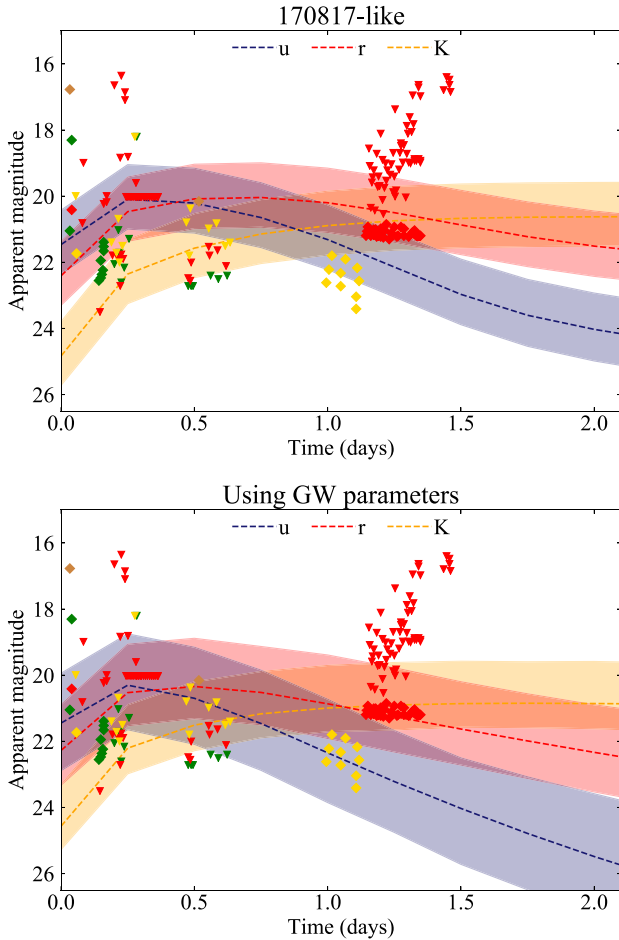 170817-like
u r K
16
18
20
22
24
26
Apparent magnitude
0.0 0.5 1.0 1.5 2.0
Time (days)
Using GW parameters
u r K
16
18
20
22
24
26
Apparent magnitude
0.0 0.5 1.0 1.5 2.0
Time (days)